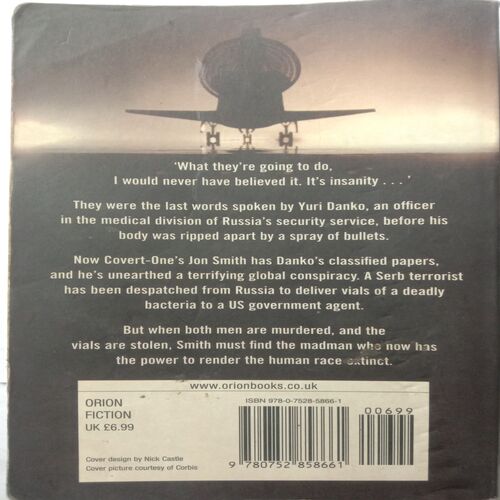 ‘What they're going to do,
I would never have believed it. It's insanity . . . ’
They were the last words spoken by Yuri Danko, an officer
in the medical division of Russia's security service, before his
body was ripped apart by a spray of bullets.
Now Covert-One's Jon Smith has Danko's classified papers,
and he's unearthed a terrifying global conspiracy. A Serb terrorist
has been despatched from Russia to deliver vials of a deadly
bacteria to a US government agent.
But when both men are murdered, and the
vials are stolen, Smith must find the madman who now has
the power to render the human race extinct.
www.orionbooks.co.uk
ORION
FICTION
UK £6.99
Cover design by Nick Castle
Cover picture courtesy of Corbis
ISBN 978-0-7528-5866-1
00699
9 780752 858661